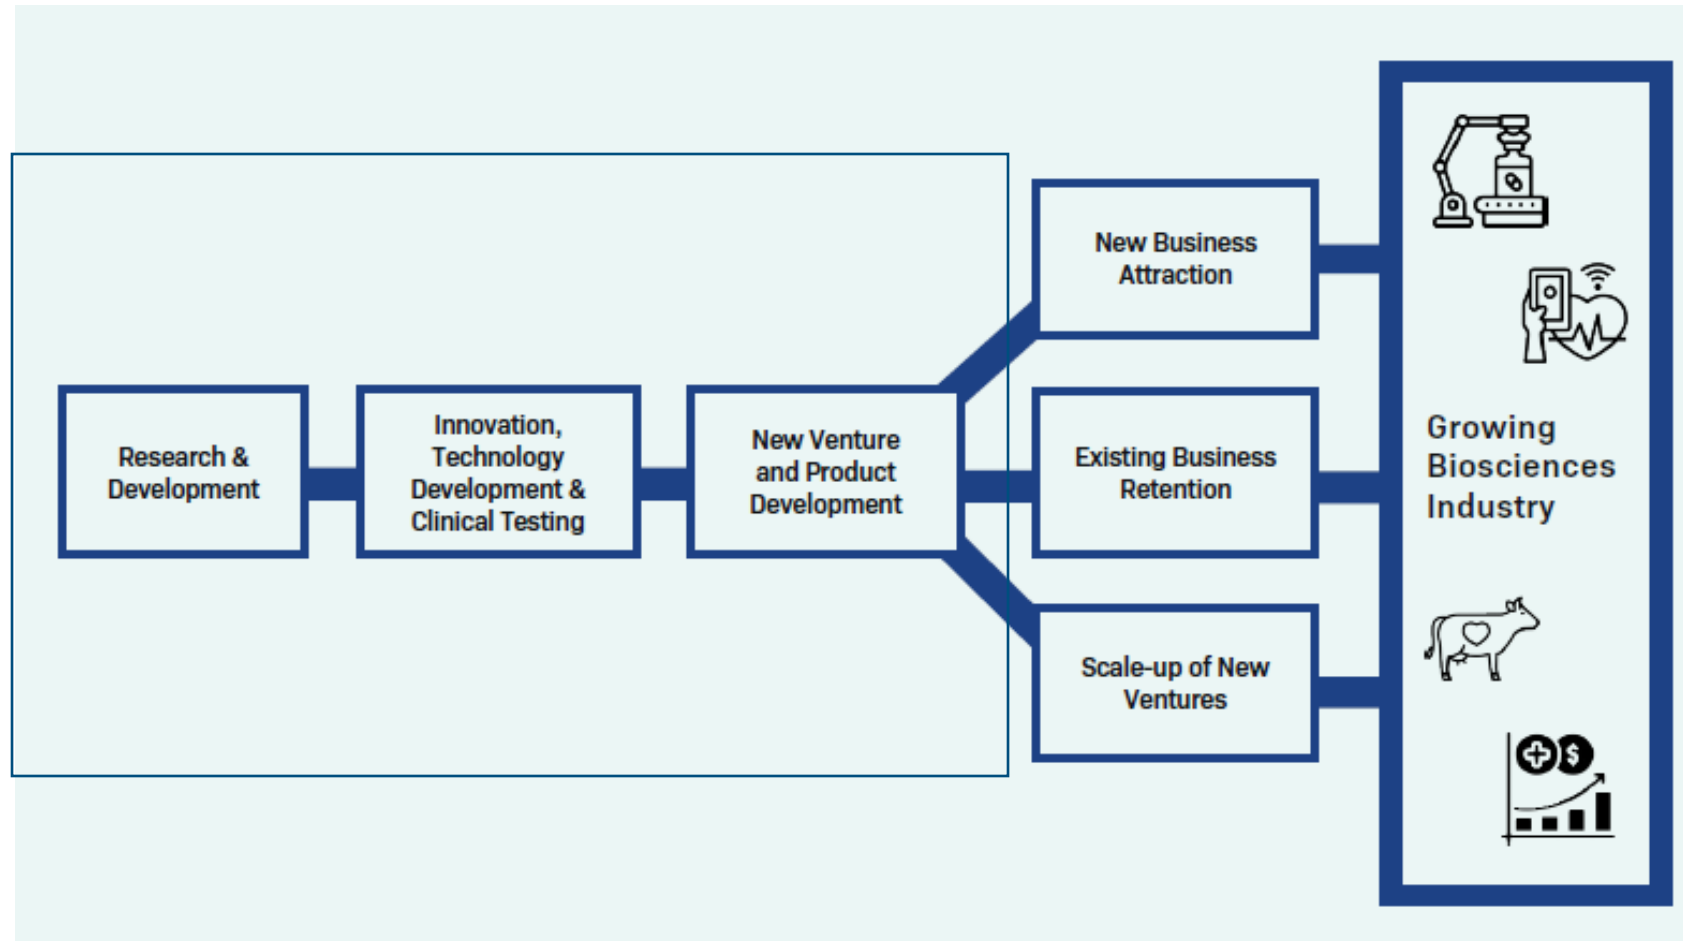 Research &
Development
Innovation,
Technology
Development &
Clinical Testing
New Venture
and Product
Development
New Business
Attraction
Existing Business
Retention
Scale-up of New
Ventures
Growing
Biosciences
Industry
$